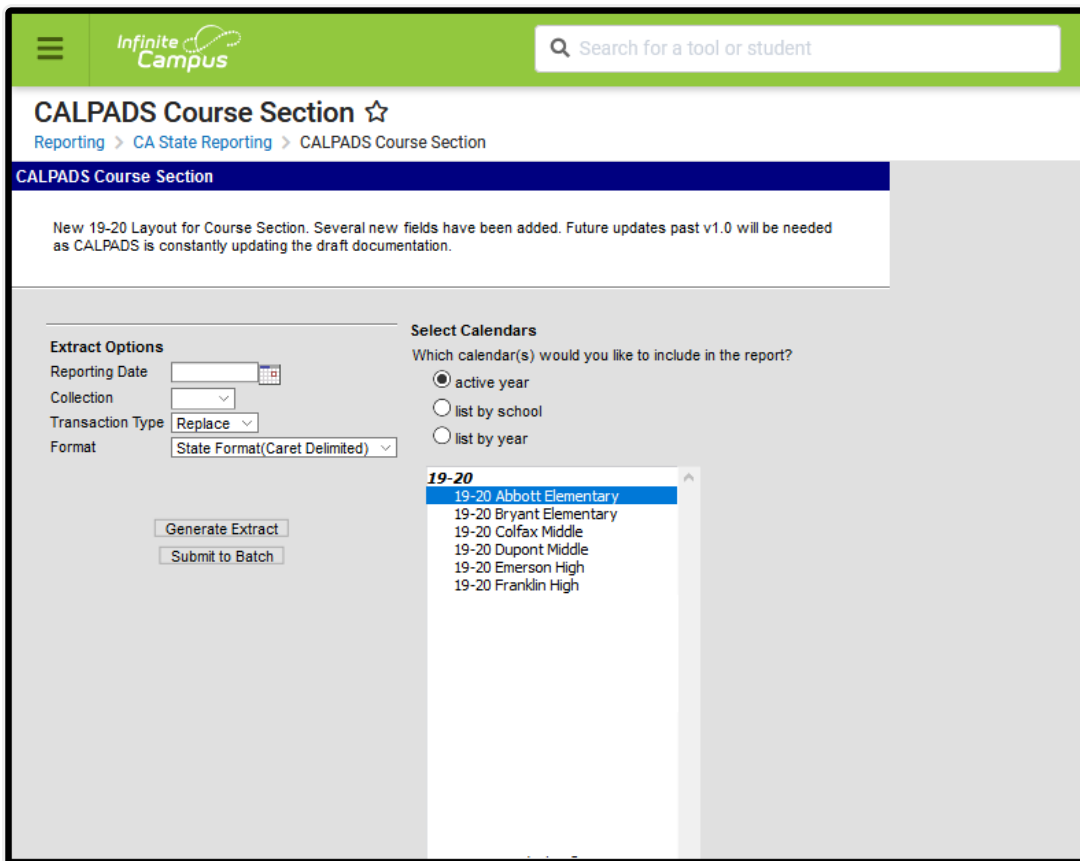 Infinite
Campus
Search for a tool or student
CALPADS Course Section
Reporting > CA State Reporting > CALPADS Course Section
CALPADS Course Section
New 19-20 Layout for Course Section. Several new fields have been added. Future updates past v1.0 will be needed
as CALPADS is constantly updating the draft documentation.
Extract Options
Reporting Date
Collection
Transaction Type Replace
Format State Format(Caret Delimited)
Generate Extract
Submit to Batch
Select Calendars
Which calendar(s) would you like to include in the report?
active year
list by school
list by year
19-20
19-20 Abbott Elementary
19-20 Bryant Elementary
19-20 Colfax Middle
19-20 Dupont Middle
19-20 Emerson High
19-20 Franklin High